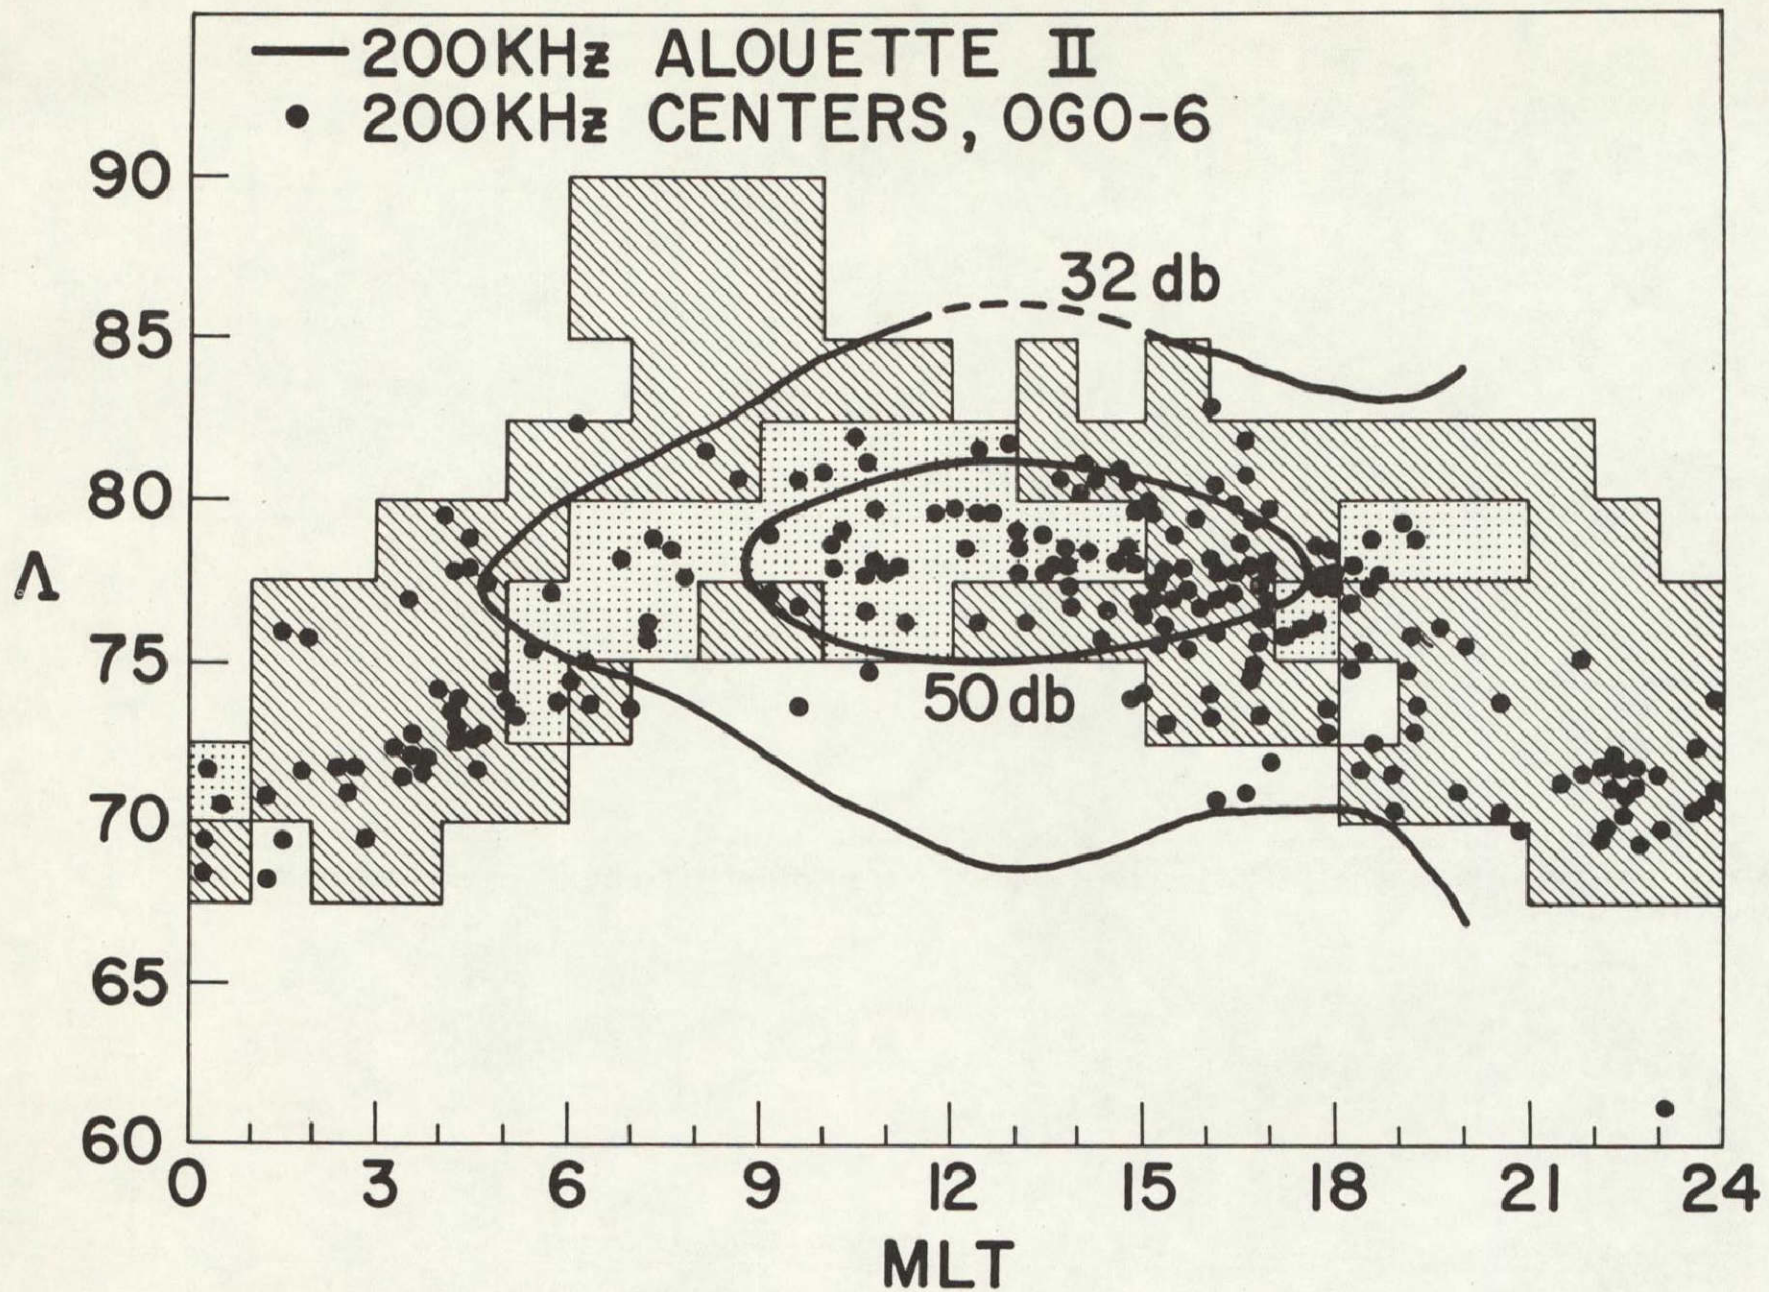 200KHz ALOUETTE II
200KHz CENTERS, OGO-6
90
85
80
75
70
65
60
Λ
32 db
50 db
0 3 6 9 12 15 18 21 24
MLT